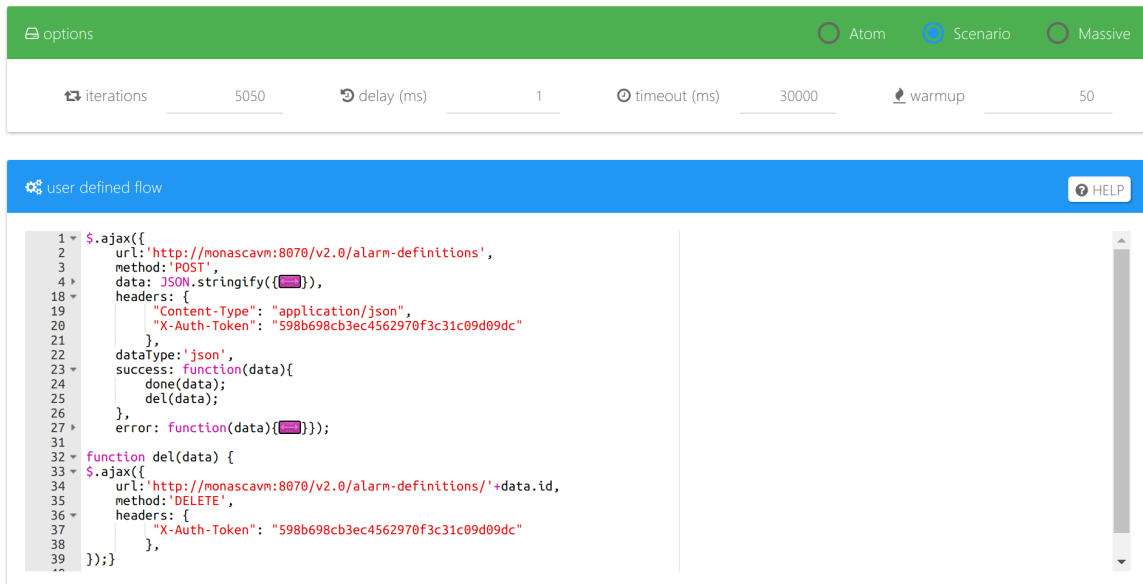 options Atom Scenario Massive
iterations 5050 delay (ms) 1 timeout (ms) 30000 warmup 50
user defined flow HELP
1 $.ajax({
2 url:'http://monascavm:8070/v2.0/alarm-definitions',
3 method:'POST',
4 data: JSON.stringify({}),
18 headers: {
19 "Content-Type": "application/json",
20 "X-Auth-Token": "598b698cb3ec4562970f3c31c09d09dc"
21 },
22 dataType:'json',
23 success: function(data){
24 done(data);
25 del(data);
26 },
27 error: function(data){}});
31
32 function del(data) {
33 $.ajax({
34 url:'http://monascavm:8070/v2.0/alarm-definitions/'+data.id,
35 method:'DELETE',
36 headers: {
37 "X-Auth-Token": "598b698cb3ec4562970f3c31c09d09dc"
38 },
39 });}